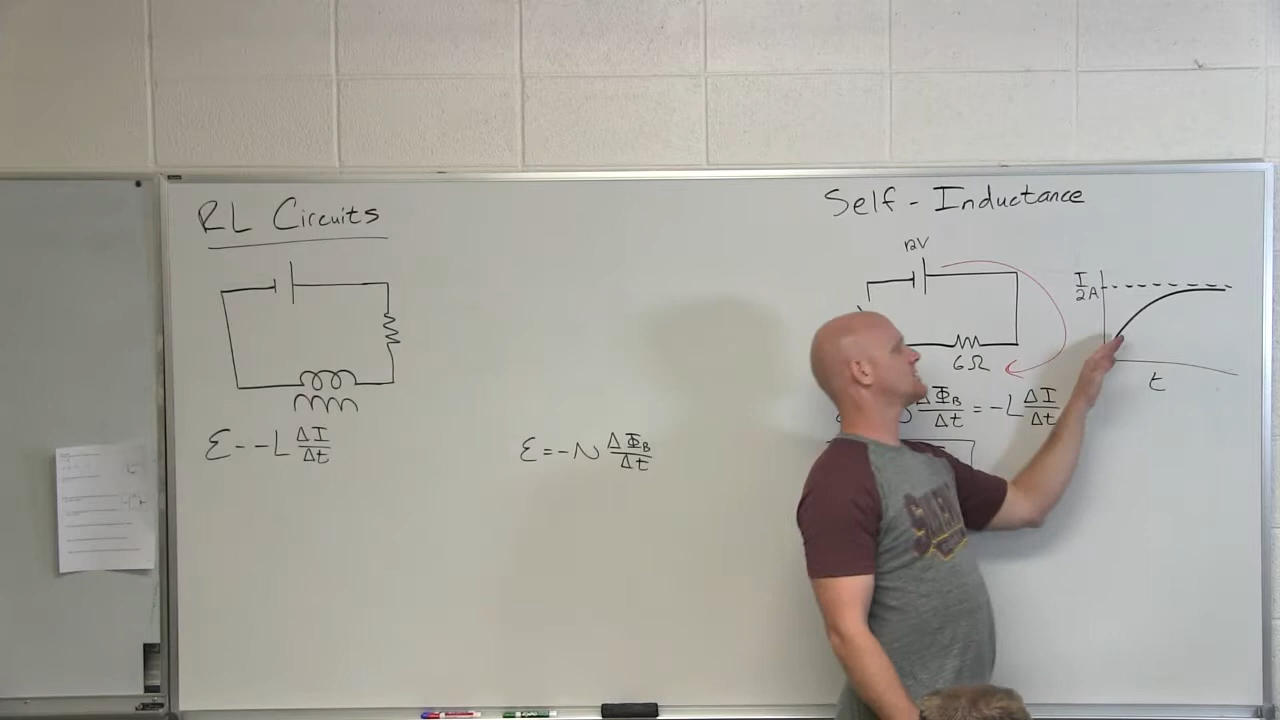 RL Circuits
ε = -L ΔI/Δt
ε = -N ΔΦB/Δt
Self - Inductance
12V
6Ω
ΔΦB/Δt = -L ΔI/Δt
I
2A
t